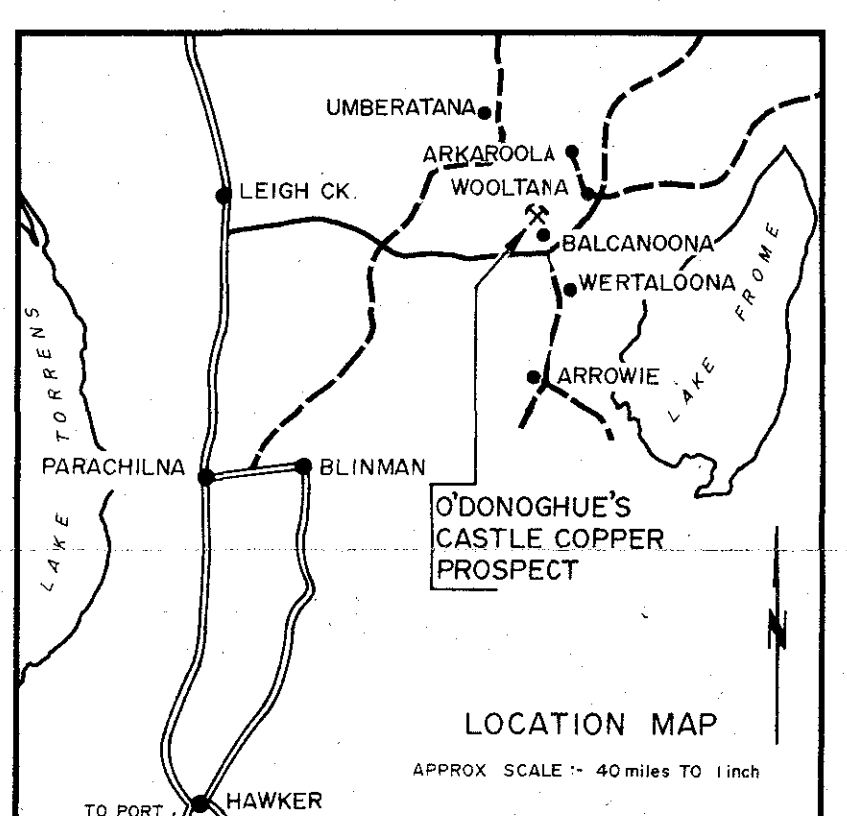 UMBERATANA
ARKAROOLA
LEIGH CK.
WOOLTANA
BALCANOONA
WERTALOONA
LAKE FROME
LAKE TORRENS
ARROWIE
PARACHILNA
BLINMAN
O'DONOGHUE'S
CASTLE COPPER
PROSPECT
N
LOCATION MAP
APPROX SCALE :- 40 miles TO 1 inch
HAWKER
TO PORT